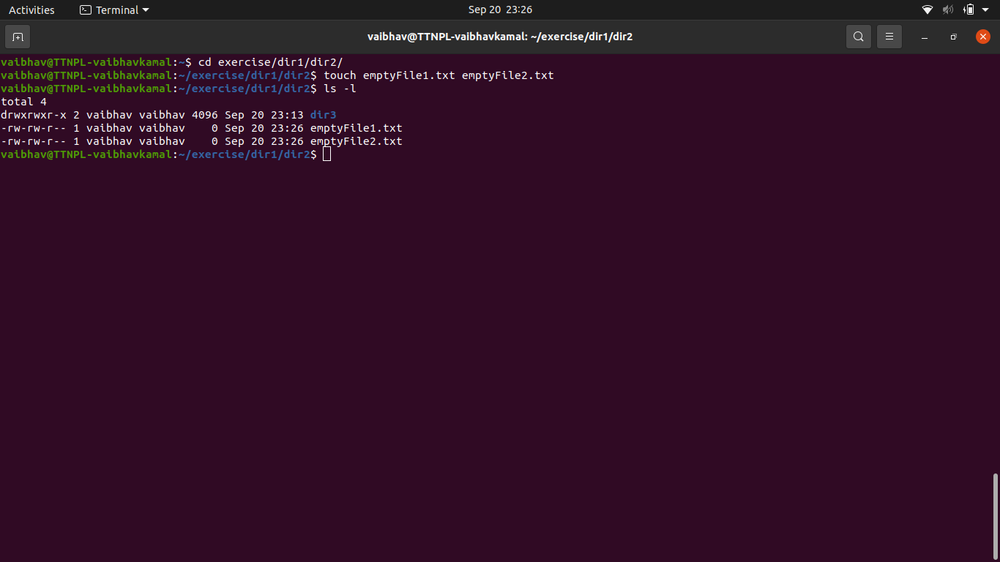 Activities Terminal Sep 20 23:26
vaibhav@TTNPL-vaibhavkamal: ~/exercise/dir1/dir2
vaibhav@TTNPL-vaibhavkamal:~$ cd exercise/dir1/dir2/
vaibhav@TTNPL-vaibhavkamal:~/exercise/dir1/dir2$ touch emptyFile1.txt emptyFile2.txt
vaibhav@TTNPL-vaibhavkamal:~/exercise/dir1/dir2$ ls -l
total 4
drwxrwxr-x 2 vaibhav vaibhav 4096 Sep 20 23:13 dir3
-rw-rw-r-- 1 vaibhav vaibhav    0 Sep 20 23:26 emptyFile1.txt
-rw-rw-r-- 1 vaibhav vaibhav    0 Sep 20 23:26 emptyFile2.txt
vaibhav@TTNPL-vaibhavkamal:~/exercise/dir1/dir2$